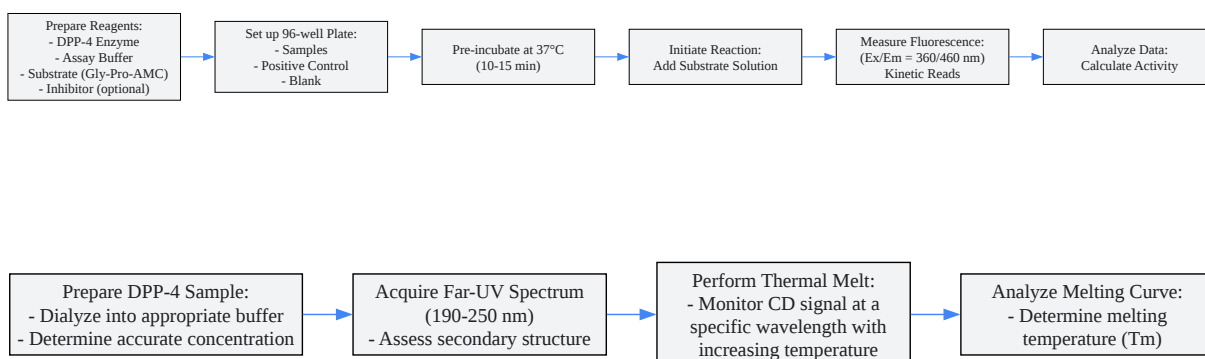 Prepare Reagents:
- DPP-4 Enzyme
- Assay Buffer
- Substrate (Gly-Pro-AMC)
- Inhibitor (optional)
Set up 96-well Plate:
- Samples
- Positive Control
- Blank
Pre-incubate at 37°C
(10-15 min)
Initiate Reaction:
Add Substrate Solution
Measure Fluorescence:
(Ex/Em = 360/460 nm)
Kinetic Reads
Analyze Data:
Calculate Activity
Prepare DPP-4 Sample:
- Dialyze into appropriate buffer
- Determine accurate concentration
Acquire Far-UV Spectrum
(190-250 nm)
- Assess secondary structure
Perform Thermal Melt:
- Monitor CD signal at a
specific wavelength with
increasing temperature
Analyze Melting Curve:
- Determine melting
temperature (Tm)